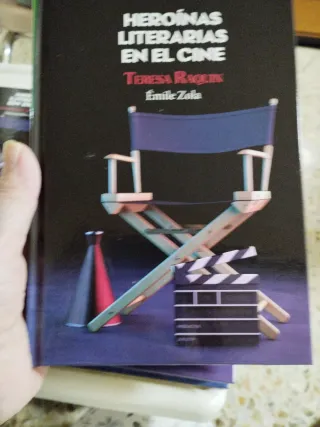 HEROÍNAS
LITERARIAS
EN EL CINE
TERESA RAQUIN
Émile Zola